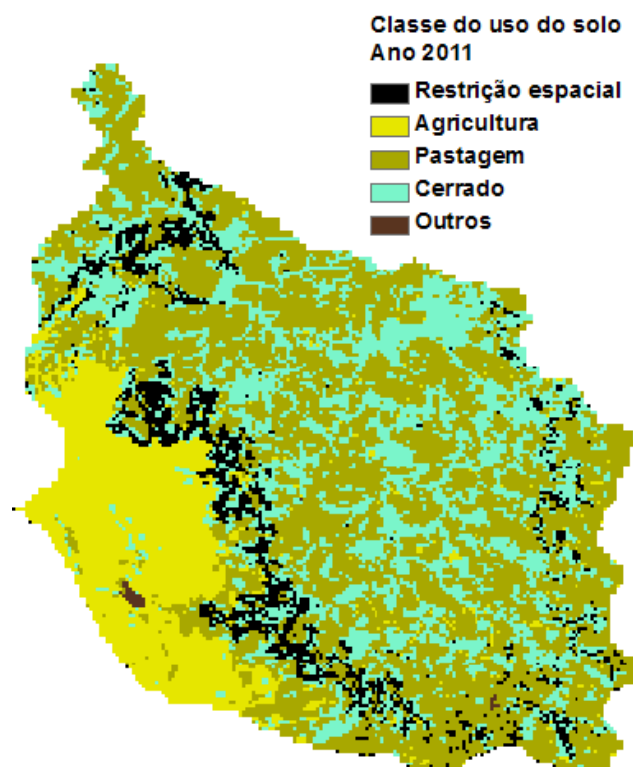 Classe do uso do solo
Ano 2011
Restrição espacial
Agricultura
Pastagem
Cerrado
Outros